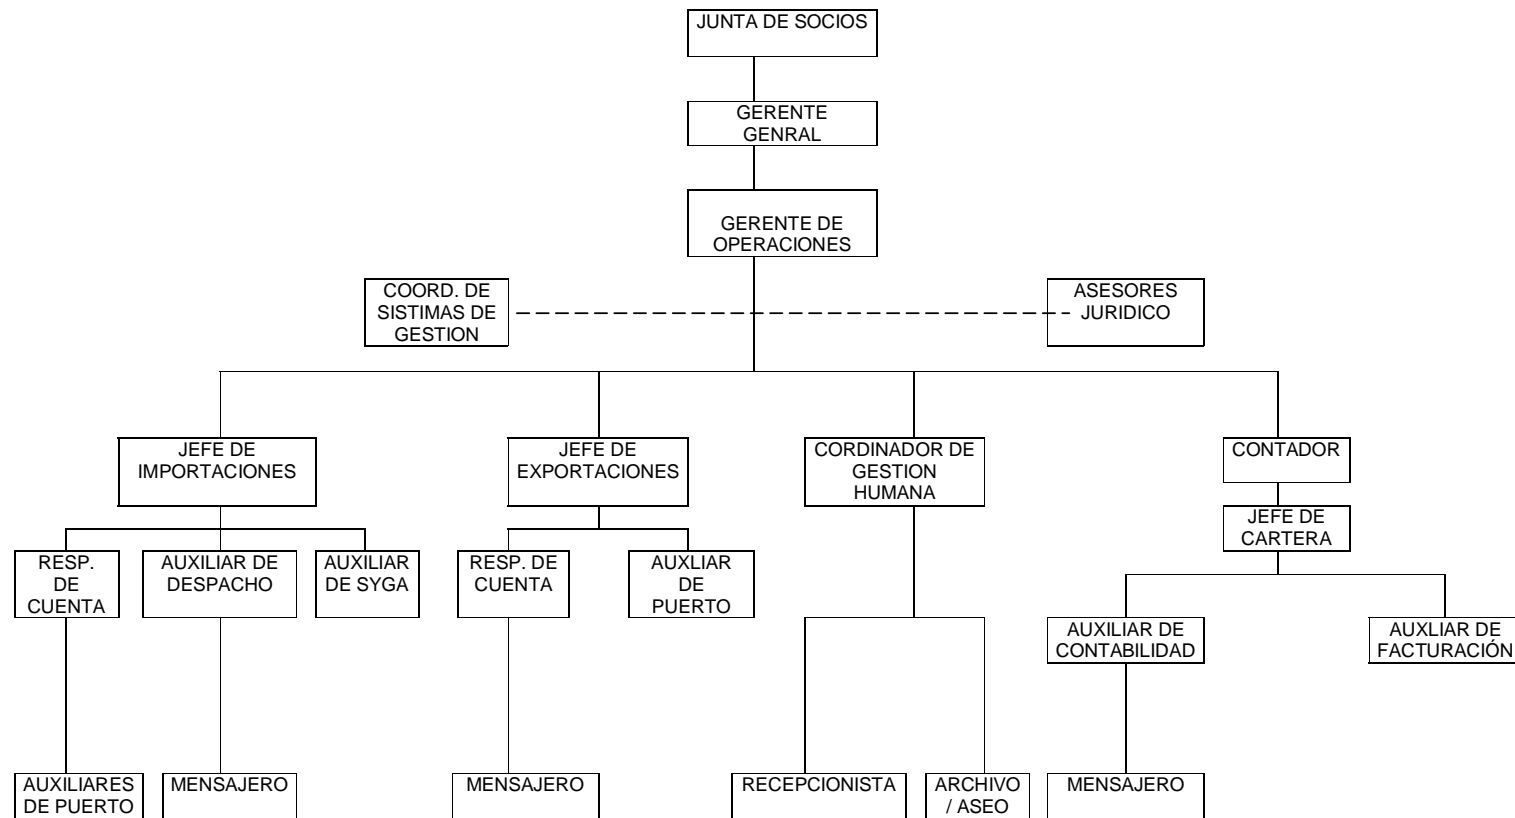 JUNTA DE SOCIOS
GERENTE
GENRAL
GERENTE DE
OPERACIONES
COORD. DE
SISTIMAS DE
GESTION
ASESORES
JURIDICO
JEFE DE
IMPORTACIONES
JEFE DE
EXPORTACIONES
CORDINADOR DE
GESTION
HUMANA
CONTADOR
JEFE DE
CARTERA
RESP.
DE
CUENTA
AUXILIAR DE
DESPACHO
AUXILIAR
DE SYGA
RESP. DE
CUENTA
AUXLIAR
DE
PUERTO
AUXILIAR DE
CONTABILIDAD
AUXLIAR DE
FACTURACIÓN
AUXILIARES
DE PUERTO
MENSAJERO
MENSAJERO
RECEPCIONISTA
ARCHIVO
/ ASEO
MENSAJERO